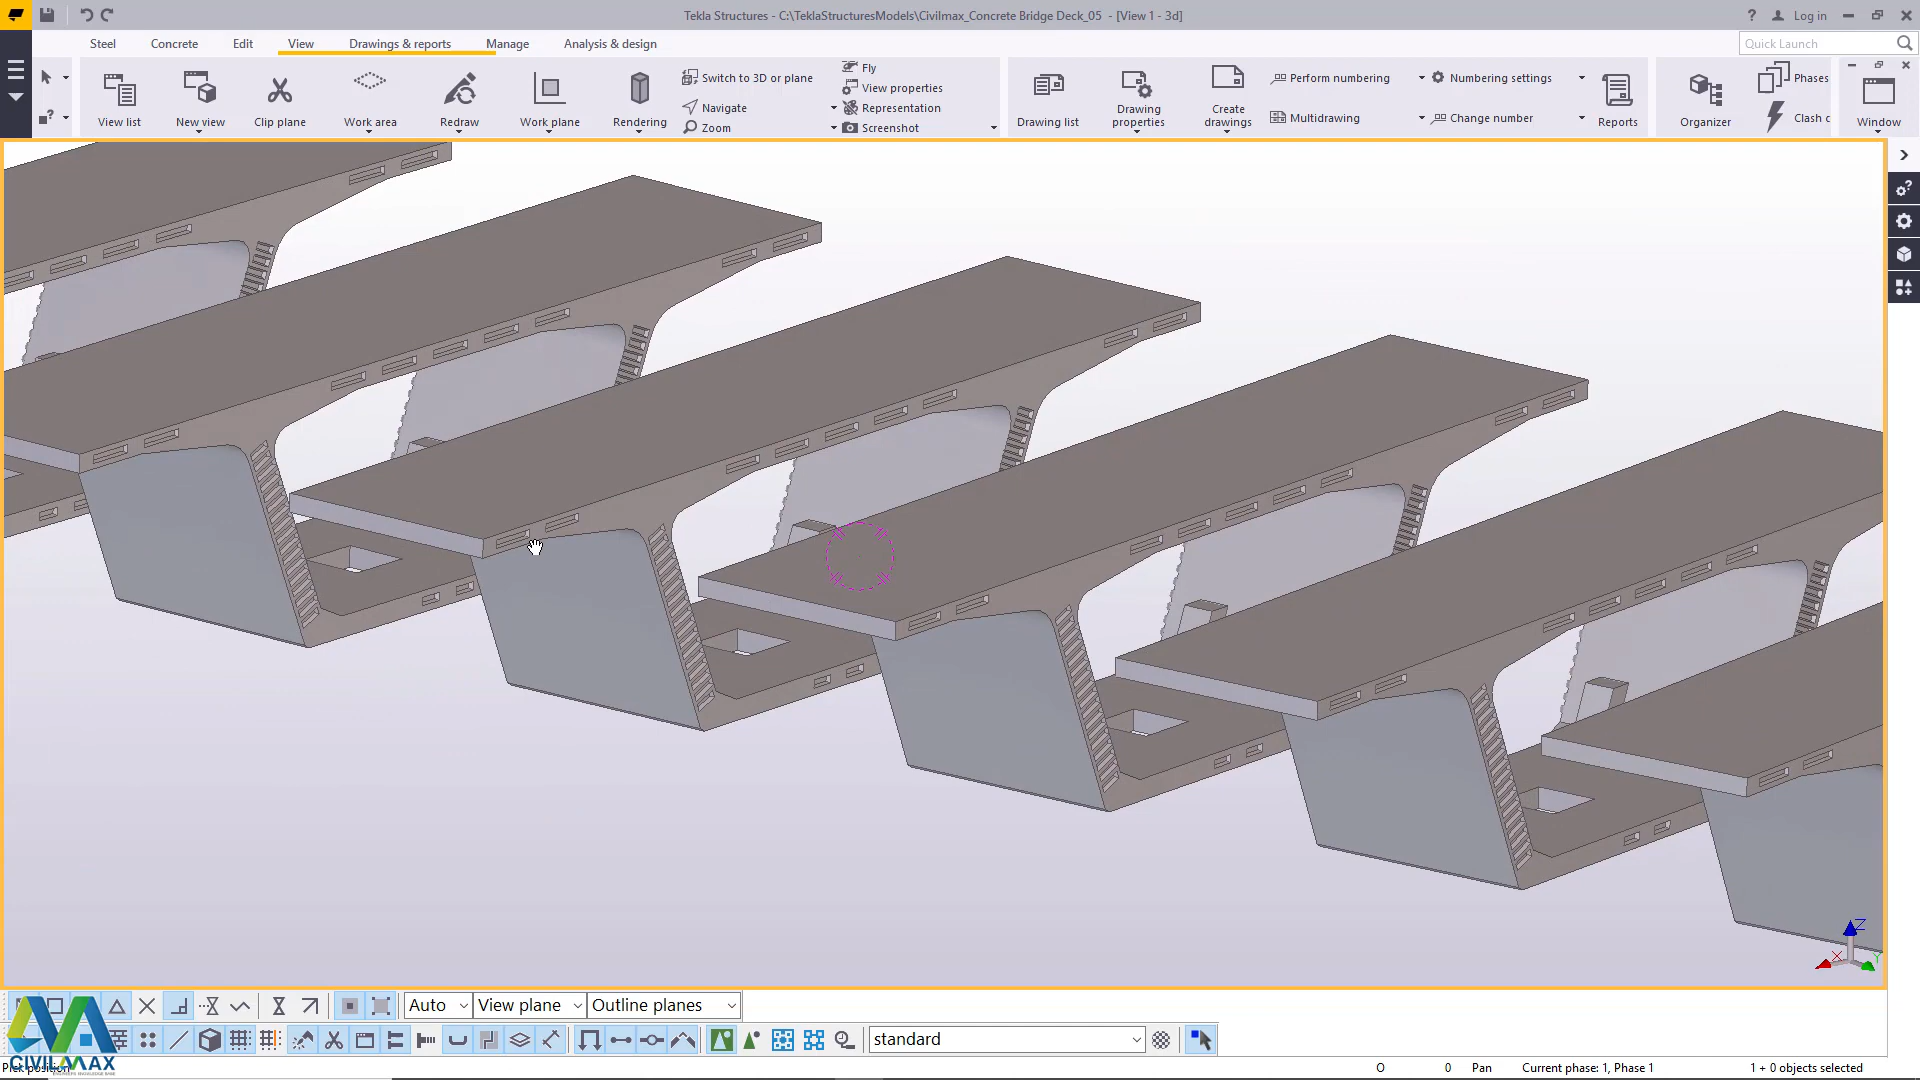 Tekla Structures - C:\TeklaStructuresModels\Civilmax_Concrete Bridge Deck_05 - [View 1 - 3d]
? Log in
Steel Concrete Edit View Drawings & reports Manage Analysis & design
Quick Launch
View list
New view
Clip plane
Work area
Redraw
Work plane
Rendering
Switch to 3D or plane
Navigate
Zoom
Fly
View properties
Representation
Screenshot
Drawing list
Drawing properties
Create drawings
Perform numbering
Multidrawing
Numbering settings
Change number
Reports
Organizer
Phases
Clash c
Window
Z
X
Y
Auto View plane Outline planes
standard
CIVILMAX
Pick position
O 0 Pan Current phase: 1, Phase 1 1 + 0 objects selected